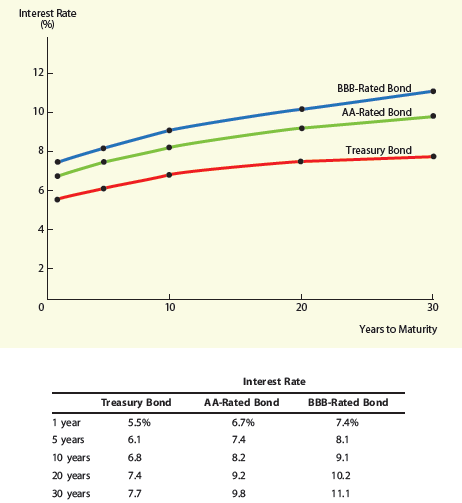 Interest Rate
(%)
12
10
8
6
4
2
0
10
20
30
BBB-Rated Bond
AA-Rated Bond
Treasury Bond
Years to Maturity
Interest Rate
Treasury Bond AA-Rated Bond BBB-Rated Bond
1 year 5.5% 6.7% 7.4%
5 years 6.1 7.4 8.1
10 years 6.8 8.2 9.1
20 years 7.4 9.2 10.2
30 years 7.7 9.8 11.1